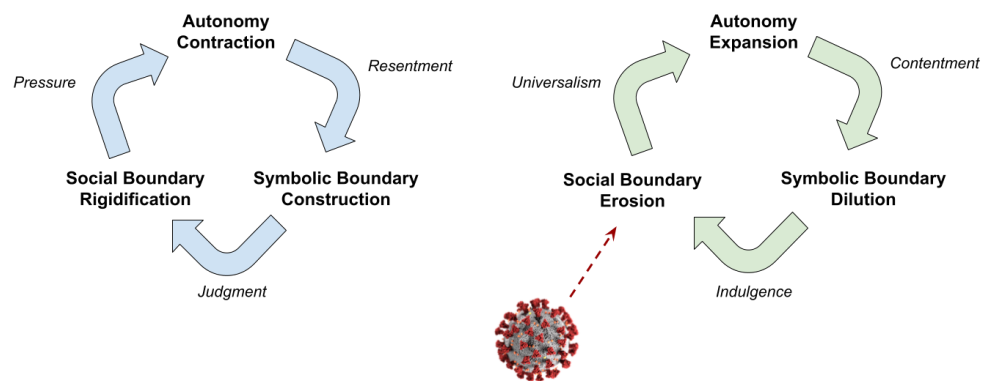 Autonomy
Contraction
Pressure
Resentment
Social Boundary
Rigidification
Symbolic Boundary
Construction
Judgment
Autonomy
Expansion
Universalism
Contentment
Social Boundary
Erosion
Symbolic Boundary
Dilution
Indulgence